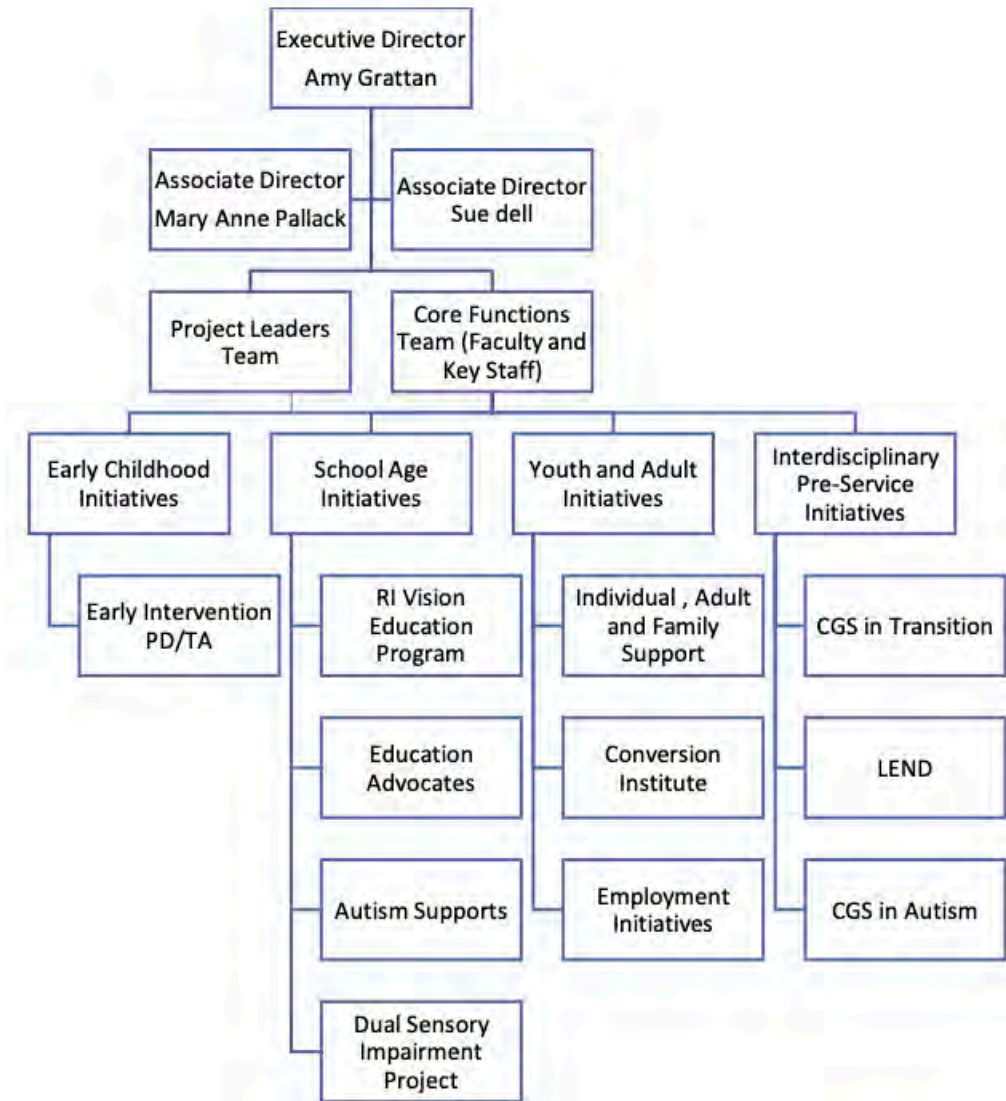 Executive Director
Amy Grattan
Associate Director
Mary Anne Pallack
Associate Director
Sue dell
Project Leaders
Team
Core Functions
Team (Faculty and
Key Staff)
Early Childhood
Initiatives
School Age
Initiatives
Youth and Adult
Initiatives
Interdisciplinary
Pre-Service
Initiatives
Early Intervention
PD/TA
RI Vision
Education
Program
Individual , Adult
and Family
Support
CGS in Transition
Education
Advocates
Conversion
Institute
LEND
Autism Supports
Employment
Initiatives
CGS in Autism
Dual Sensory
Impairment
Project